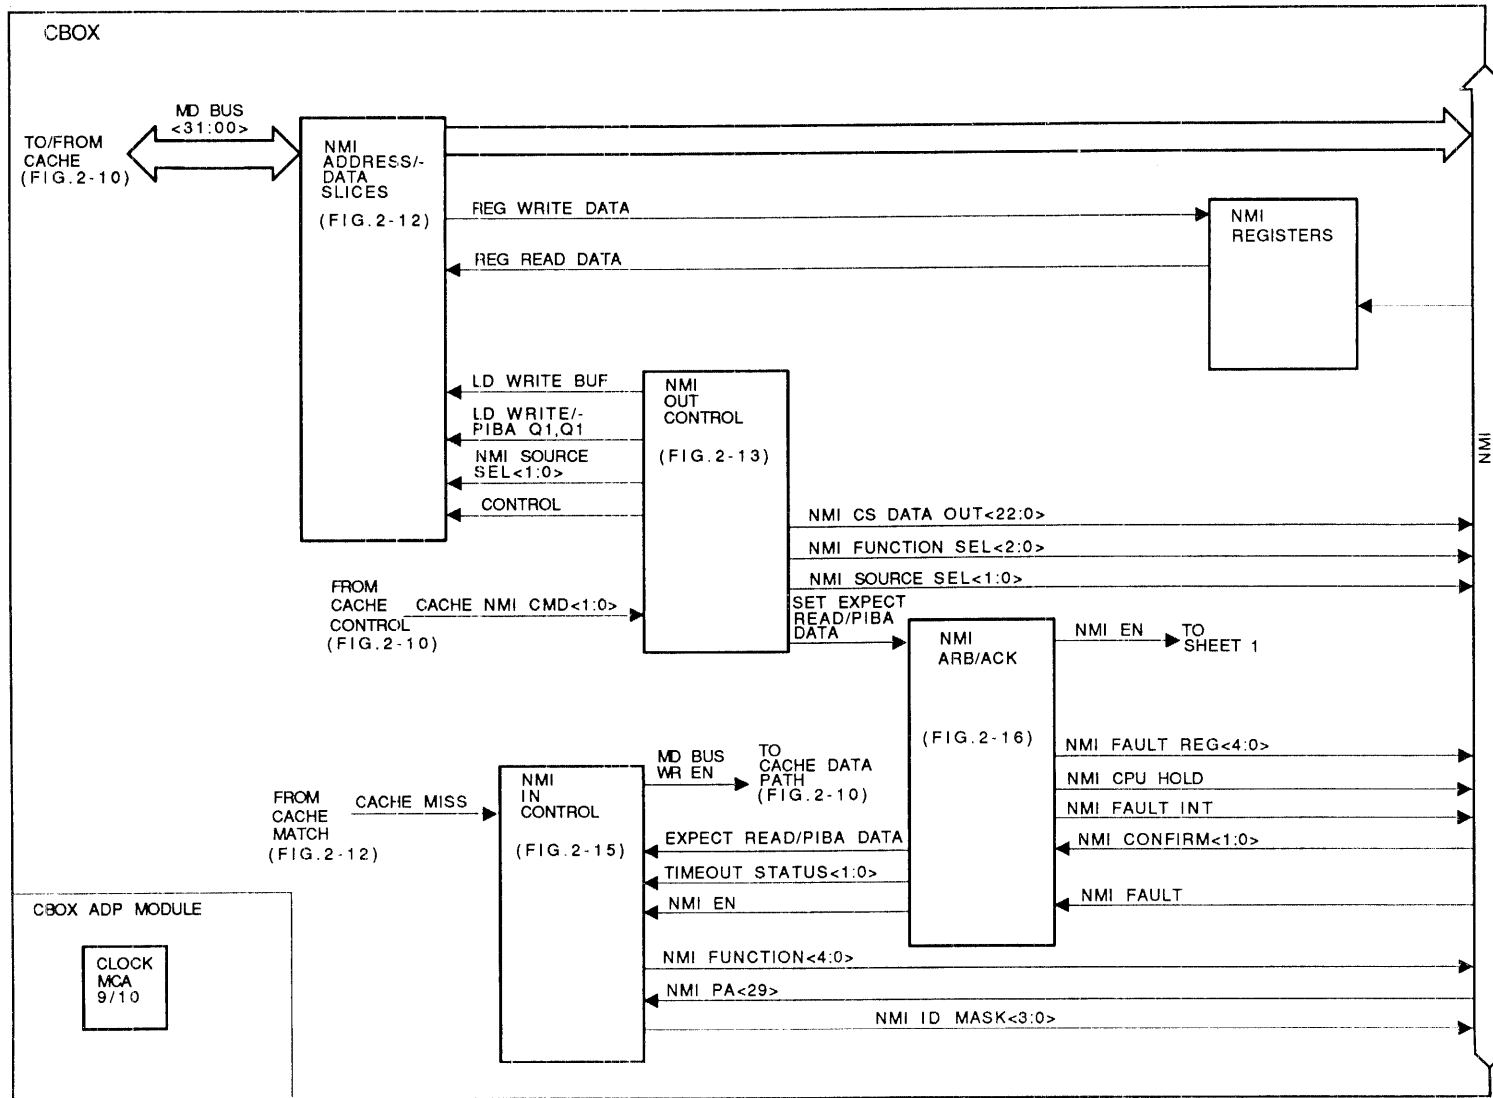 CBOX
MD BUS
<31:00>
TO/FROM
CACHE
(FIG.2-10)
NMI
ADDRESS/-
DATA
SLICES
(FIG.2-12)
REG WRITE DATA
REG READ DATA
NMI
REGISTERS
LD WRITE BUF
LD WRITE/-
PIBA Q1,Q1
NMI SOURCE
SEL<1:0>
CONTROL
NMI
OUT
CONTROL
(FIG.2-13)
NMI
NMI CS DATA OUT<22:0>
NMI FUNCTION SEL<2:0>
NMI SOURCE SEL<1:0>
FROM
CACHE
CONTROL
(FIG.2-10)
CACHE NMI CMD<1:0>
SET EXPECT
READ/PIBA
DATA
NMI
ARB/ACK
(FIG.2-16)
NMI EN
TO
SHEET 1
NMI FAULT REG<4:0>
NMI CPU HOLD
NMI FAULT INT
NMI CONFIRM<1:0>
NMI FAULT
MD BUS
WR EN
TO
CACHE DATA
PATH
(FIG.2-10)
FROM
CACHE
MATCH
(FIG.2-12)
CACHE MISS
NMI
IN
CONTROL
(FIG.2-15)
EXPECT READ/PIBA DATA
TIMEOUT STATUS<1:0>
NMI EN
NMI FUNCTION<4:0>
NMI PA<29>
NMI ID MASK<3:0>
CBOX ADP MODULE
CLOCK
MCA
9/10